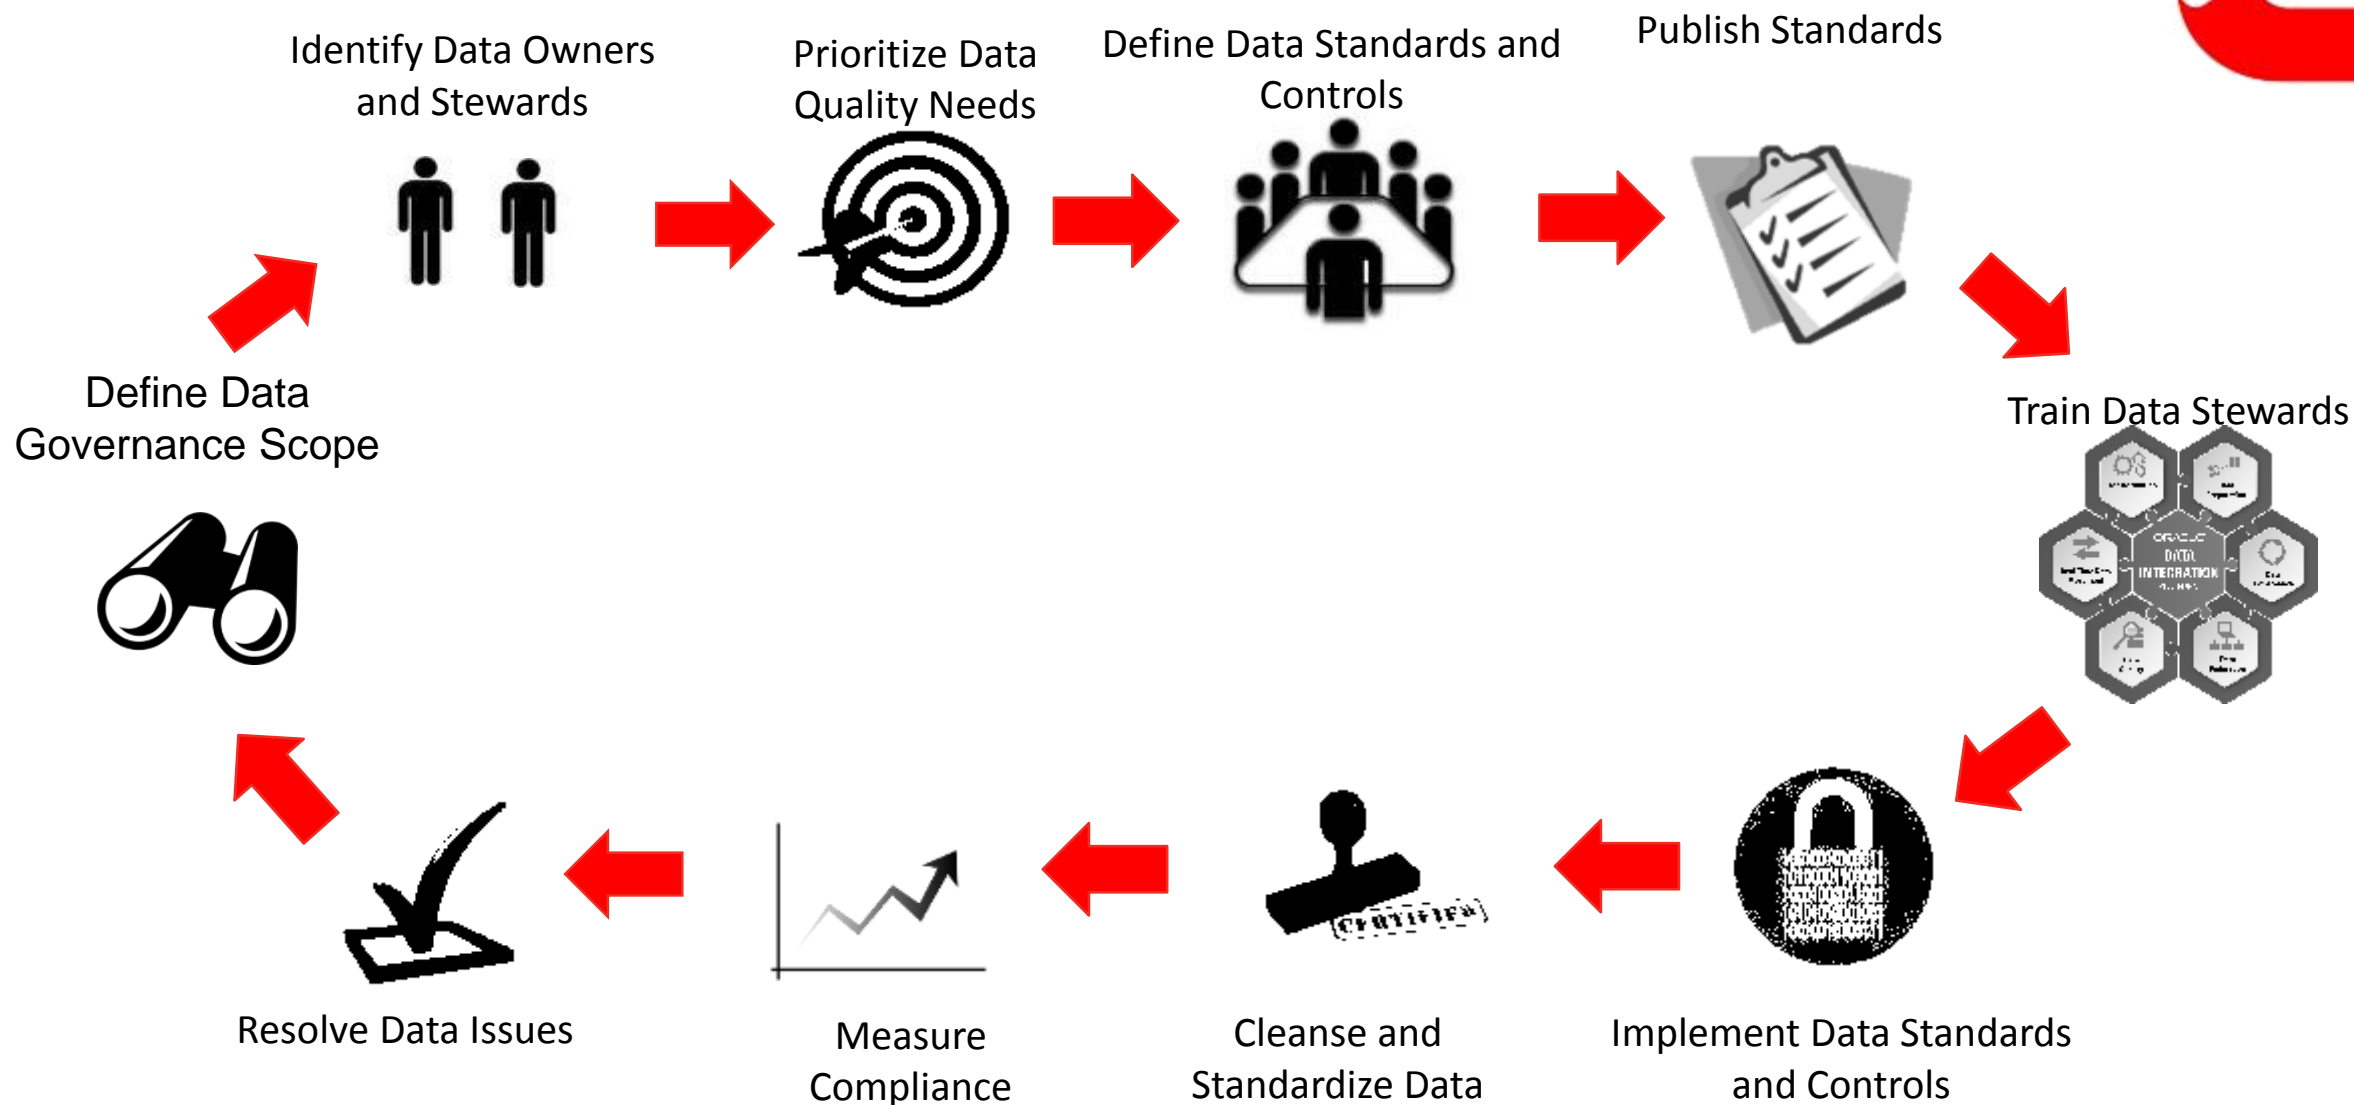 Identify Data Owners
and Stewards
Prioritize Data
Quality Needs
Define Data Standards and
Controls
Publish Standards
Define Data
Governance Scope
Train Data Stewards
ORACLE
DATA
INTEGRATION
Resolve Data Issues
Measure
Compliance
Cleanse and
Standardize Data
Implement Data Standards
and Controls